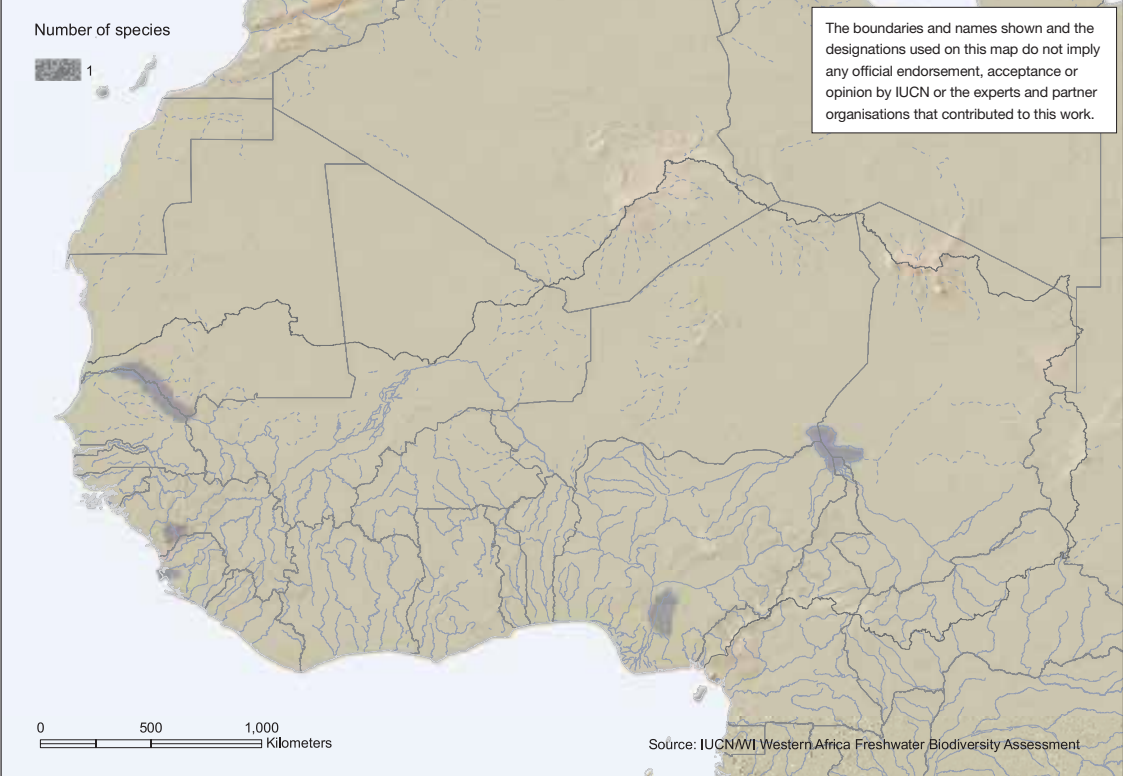 Number of species
1
The boundaries and names shown and the
designations used on this map do not imply
any official endorsement, acceptance or
opinion by IUCN or the experts and partner
organisations that contributed to this work.
0 500 1,000
Kilometers
Source: IUCN/WI Western Africa Freshwater Biodiversity Assessment